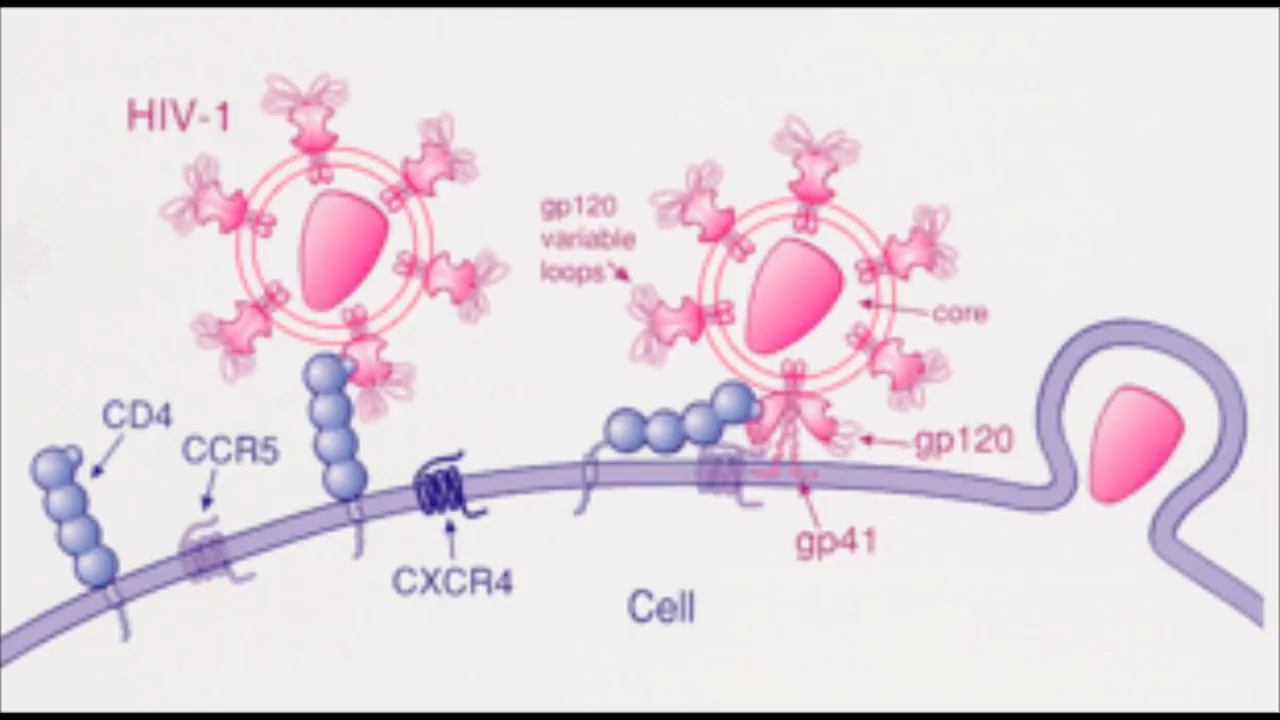 HIV-1
gp120
variable
loops
core
CD4
CCR5
gp120
gp41
CXCR4
Cell